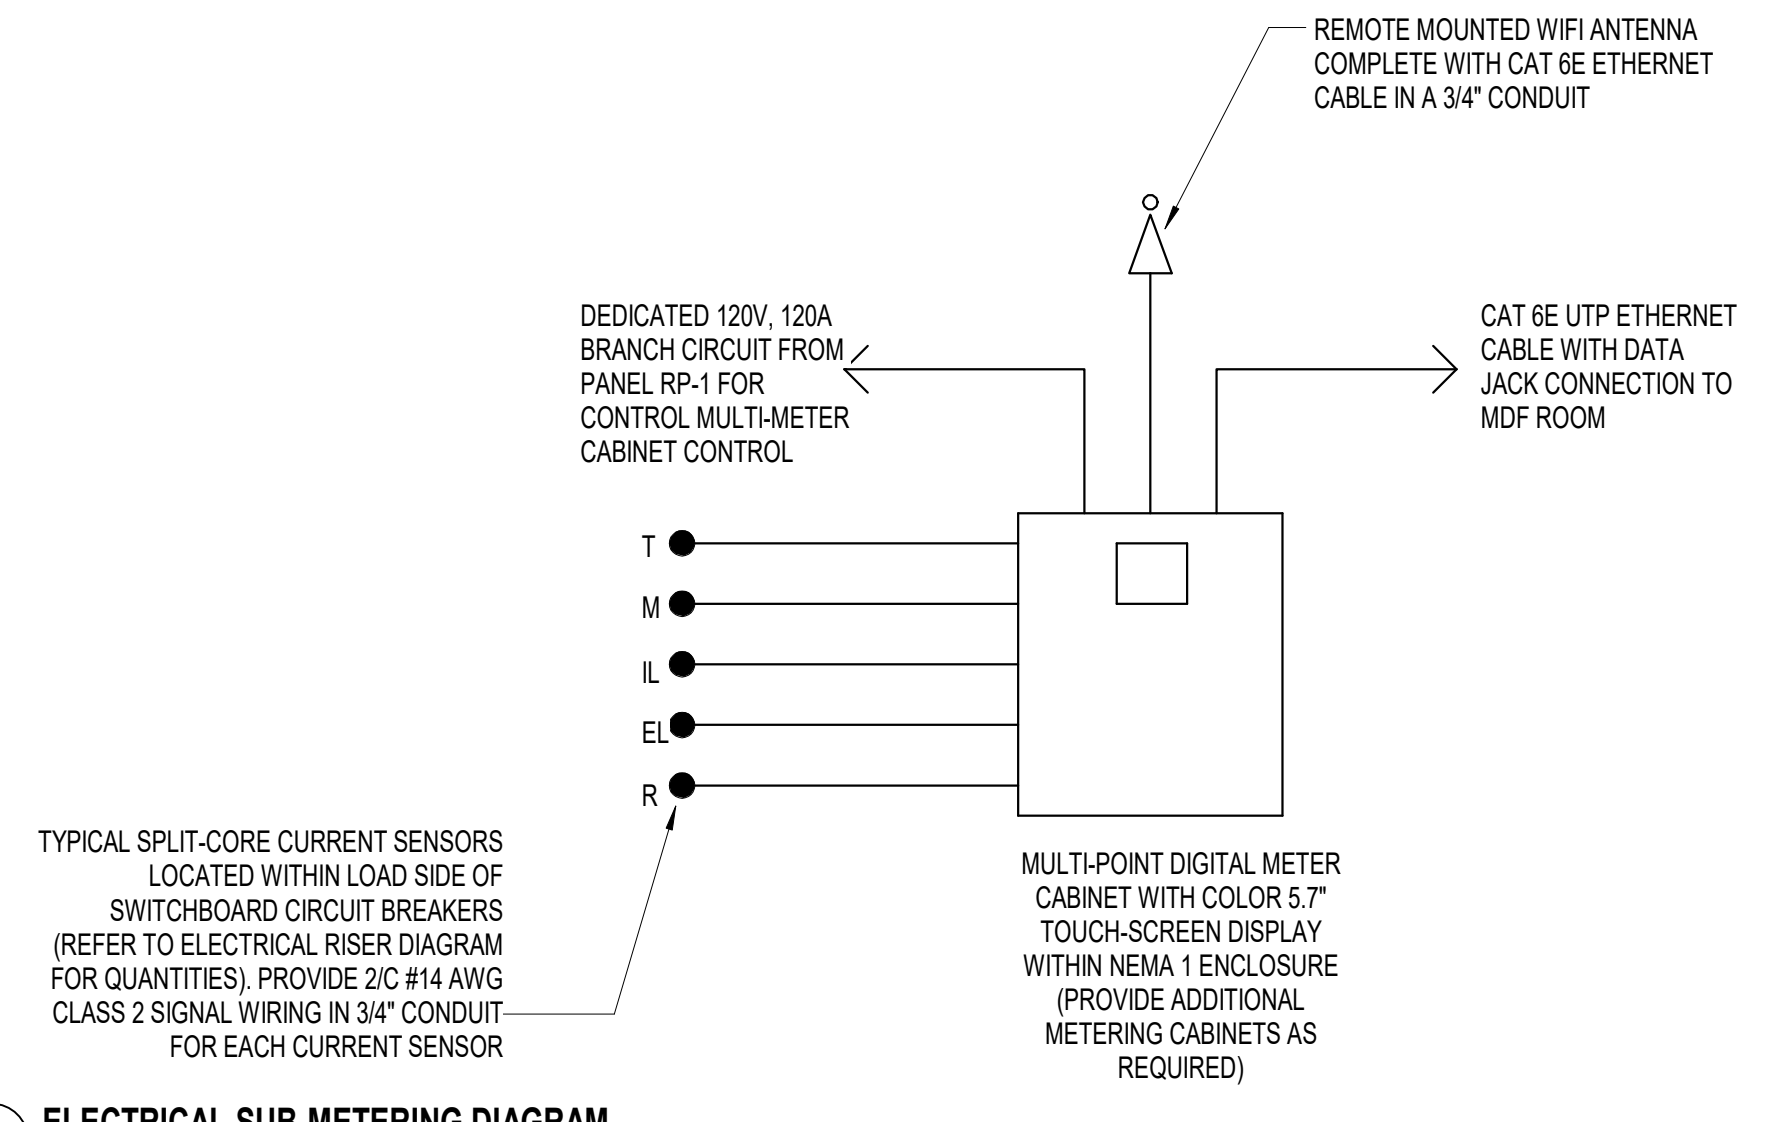 REMOTE MOUNTED WIFI ANTENNA
COMPLETE WITH CAT 6E ETHERNET
CABLE IN A 3/4" CONDUIT
DEDICATED 120V, 120A
BRANCH CIRCUIT FROM
PANEL RP-1 FOR
CONTROL MULTI-METER
CABINET CONTROL
CAT 6E UTP ETHERNET
CABLE WITH DATA
JACK CONNECTION TO
MDF ROOM
T
M
IL
EL
R
TYPICAL SPLIT-CORE CURRENT SENSORS
LOCATED WITHIN LOAD SIDE OF
SWITCHBOARD CIRCUIT BREAKERS
(REFER TO ELECTRICAL RISER DIAGRAM
FOR QUANTITIES). PROVIDE 2/C #14 AWG
CLASS 2 SIGNAL WIRING IN 3/4" CONDUIT
FOR EACH CURRENT SENSOR
MULTI-POINT DIGITAL METER
CABINET WITH COLOR 5.7"
TOUCH-SCREEN DISPLAY
WITHIN NEMA 1 ENCLOSURE
(PROVIDE ADDITIONAL
METERING CABINETS AS
REQUIRED)
ELECTRICAL SUB-METERING DIAGRAM